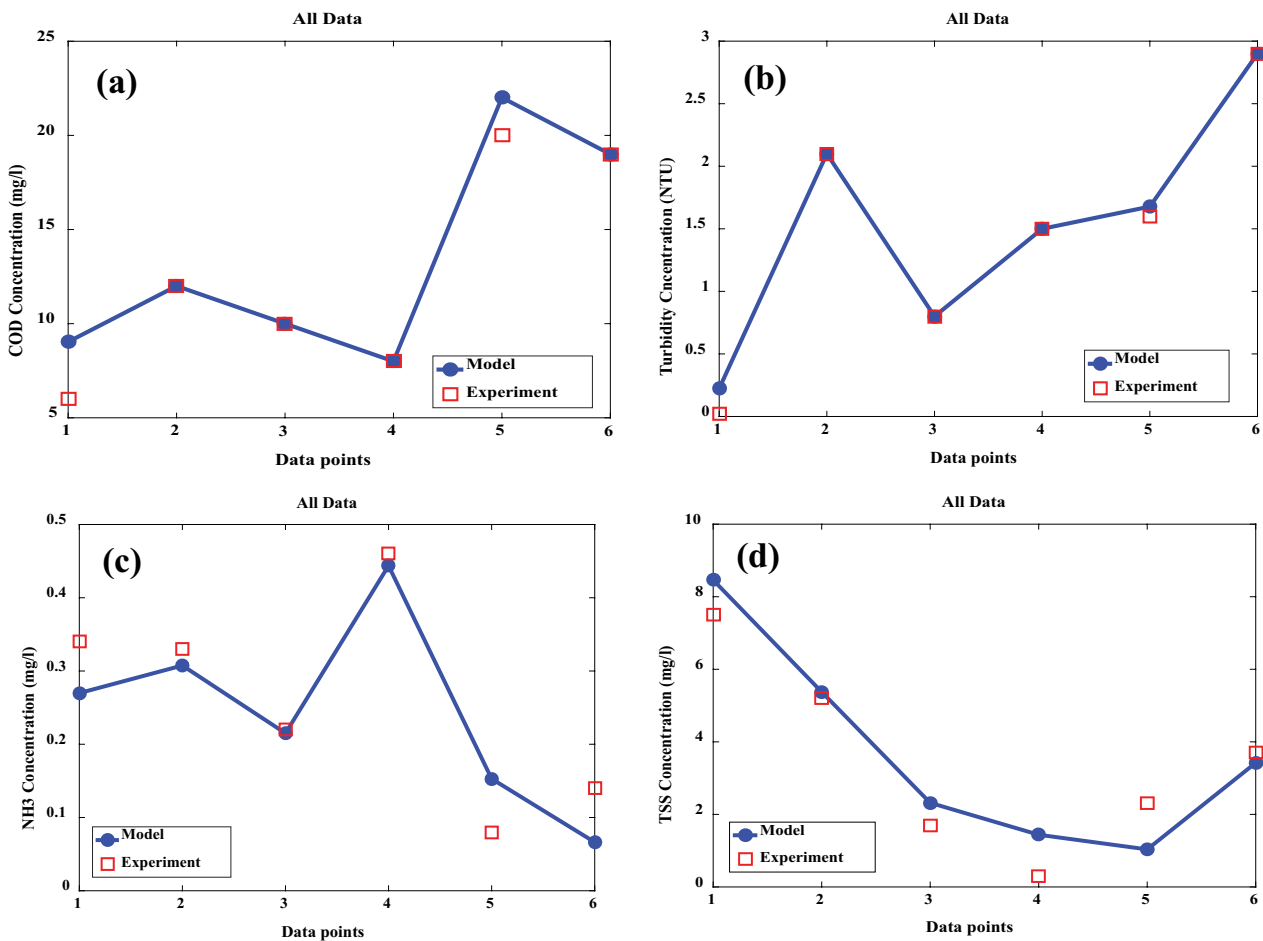 All Data
(a)
COD Concentration (mg/l)
25
20
15
10
5
1 2 3 4 5 6
Data points
Model
Experiment
All Data
(b)
Turbidity Cncentration (NTU)
3
2.5
2
1.5
1
0.5
0
1 2 3 4 5 6
Data points
Model
Experiment
All Data
(c)
NH3 Concentration (mg/l)
0.5
0.4
0.3
0.2
0.1
0
1 2 3 4 5 6
Data points
Model
Experiment
All Data
(d)
TSS Concentration (mg/l)
10
8
6
4
2
0
1 2 3 4 5 6
Data points
Model
Experiment